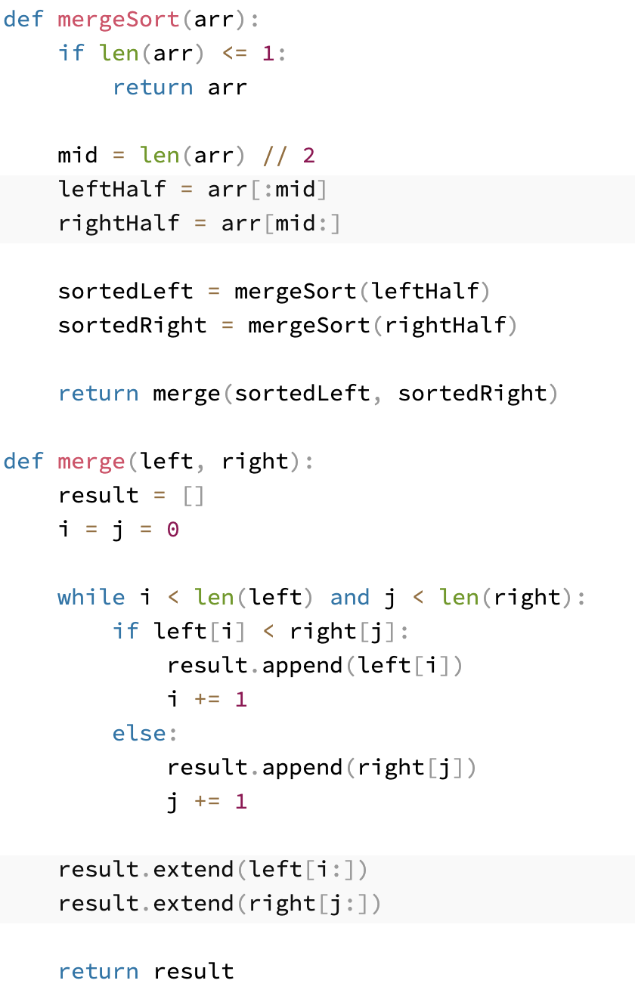 def mergeSort(arr):
    if len(arr) <= 1:
        return arr

    mid = len(arr) // 2
    leftHalf = arr[:mid]
    rightHalf = arr[mid:]

    sortedLeft = mergeSort(leftHalf)
    sortedRight = mergeSort(rightHalf)

    return merge(sortedLeft, sortedRight)

def merge(left, right):
    result = []
    i = j = 0

    while i < len(left) and j < len(right):
        if left[i] < right[j]:
            result.append(left[i])
            i += 1
        else:
            result.append(right[j])
            j += 1

    result.extend(left[i:])
    result.extend(right[j:])

    return result